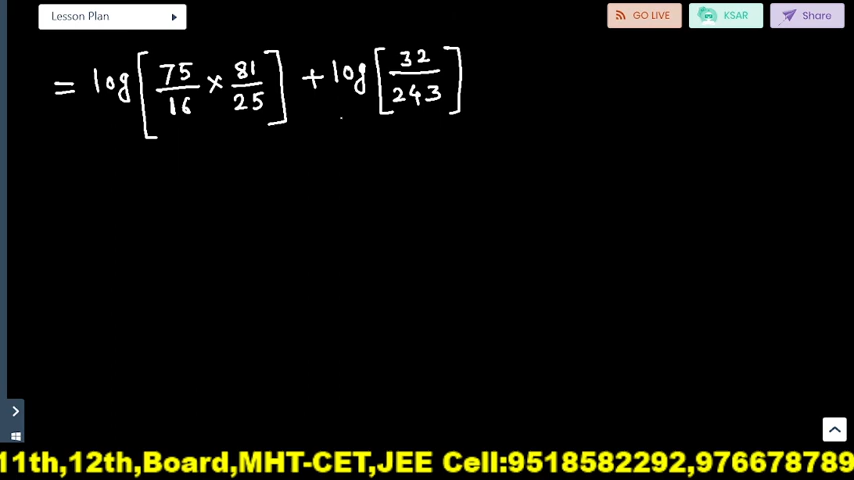 Lesson Plan
GO LIVE
KSAR
Share
= log[75/16 × 81/25] + log[32/243]
11th,12th,Board,MHT-CET,JEE Cell:9518582292,976678789